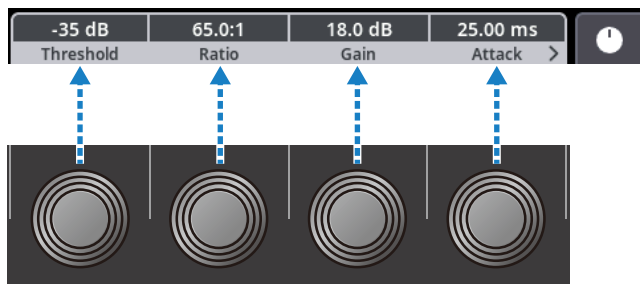 -35 dB 65.0:1 18.0 dB 25.00 ms
Threshold Ratio Gain Attack